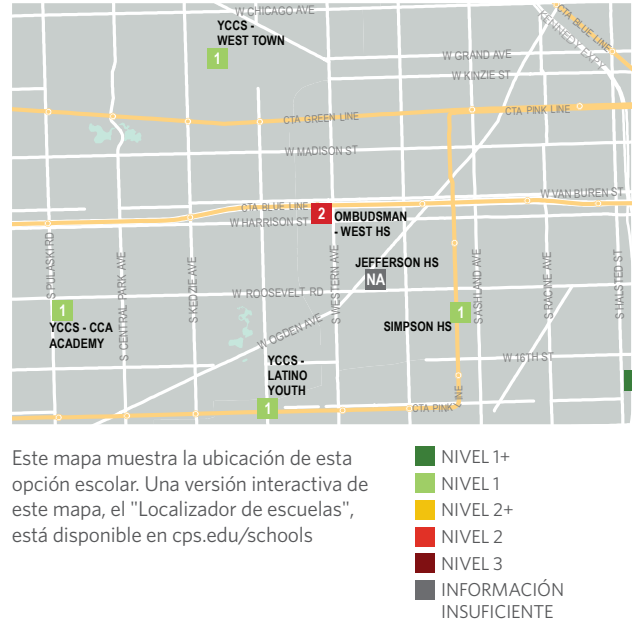 W CHICAGO AVE
YCCS -
WEST TOWN
1
CTA BLUE LINE
KENNEDY EXPY
W GRAND AVE
W KINZIE ST
CTA GREEN LINE
CTA PINK LINE
W MADISON ST
CTA BLUE LINE
W VAN BUREN ST
2
OMBUDSMAN
- WEST HS
W HARRISON ST
JEFFERSON HS
NA
S PULASKI RD
S CENTRAL PARK AVE
S KEDZIE AVE
S WESTERN AVE
S ASHLAND AVE
S RACINE AVE
S HALSTED ST
W ROOSEVELT RD
1
YCCS - CCA
ACADEMY
W OGDEN AVE
SIMPSON HS
1
YCCS -
LATINO
YOUTH
1
W 16TH ST
CTA PINK
INE
Este mapa muestra la ubicación de esta
opción escolar. Una versión interactiva de
este mapa, el "Localizador de escuelas",
está disponible en cps.edu/schools
NIVEL 1+
NIVEL 1
NIVEL 2+
NIVEL 2
NIVEL 3
INFORMACIÓN
INSUFICIENTE